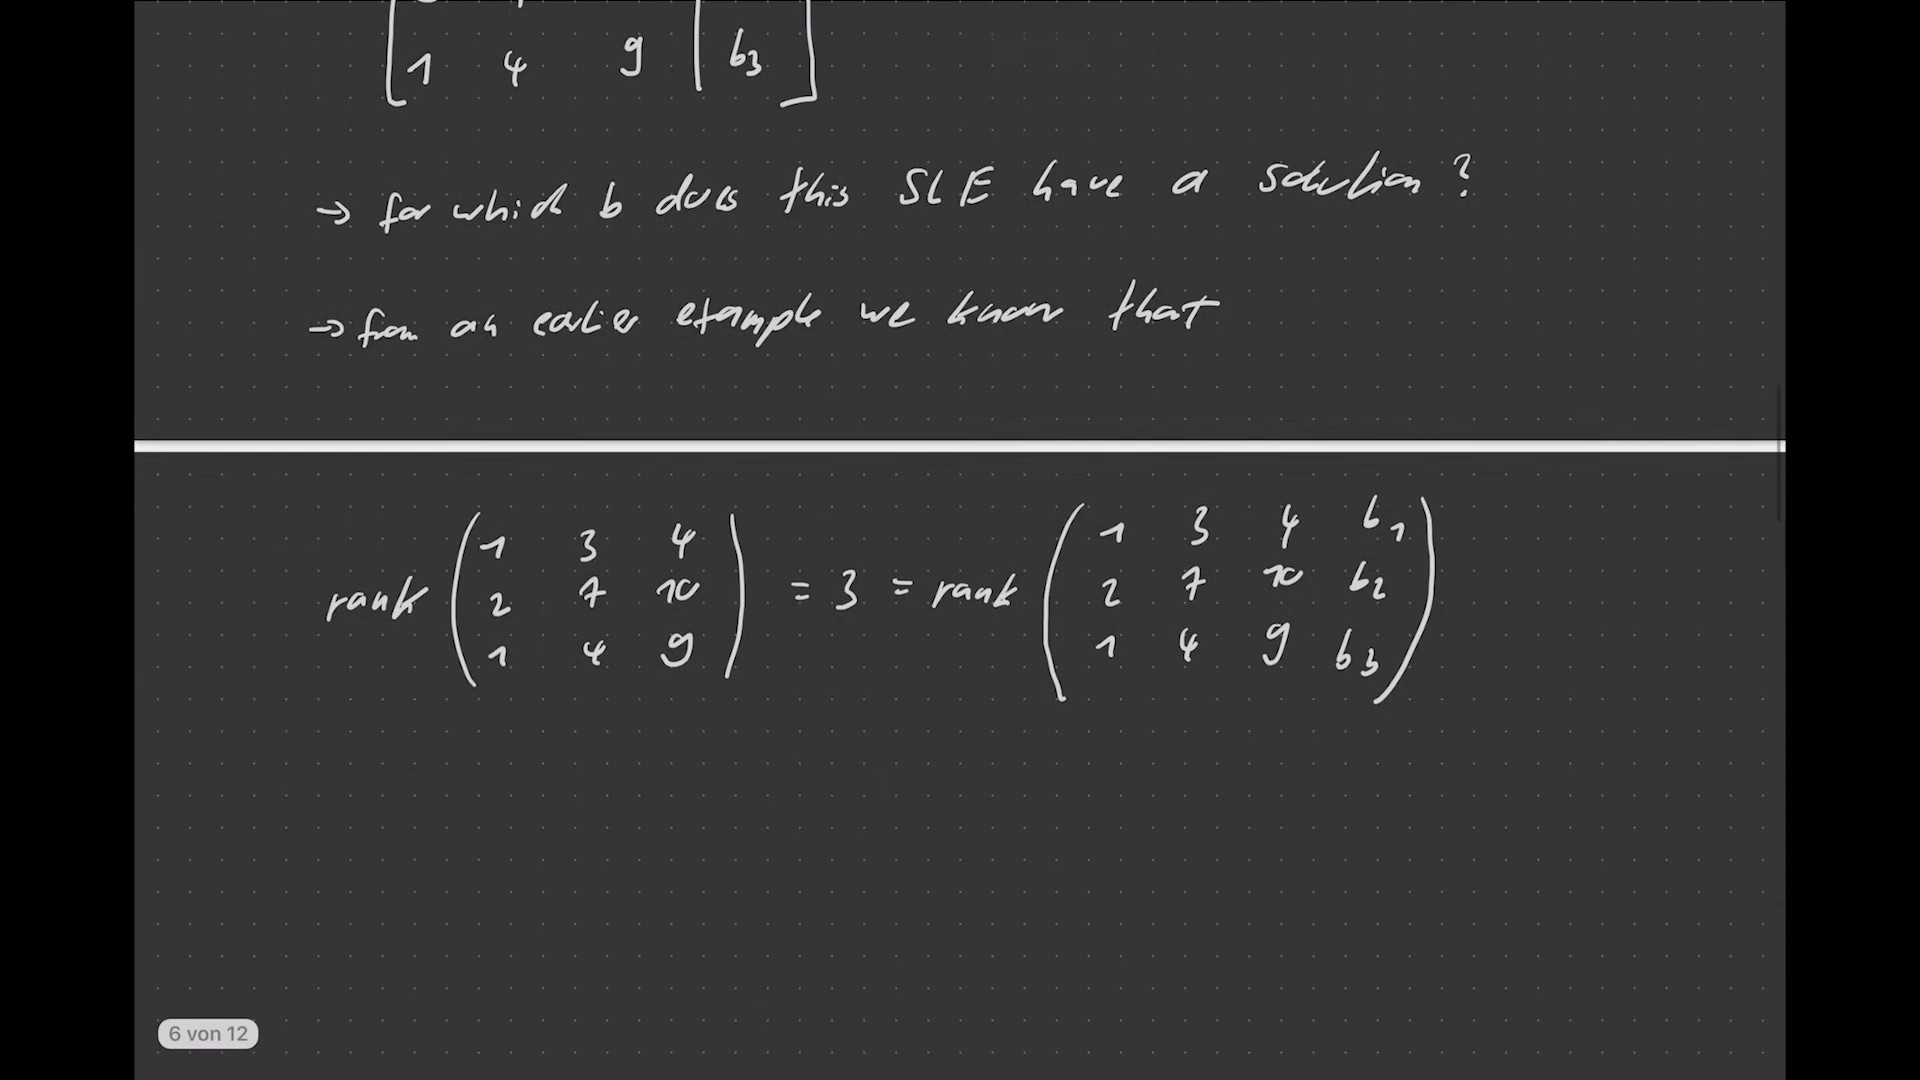 1 4 9 | b3
→ for which b does this SLE have a solution?
→ from an earlier example we know that
rank (1 3 4; 2 7 10; 1 4 9) = 3 = rank (1 3 4 b1; 2 7 10 b2; 1 4 9 b3)
6 von 12